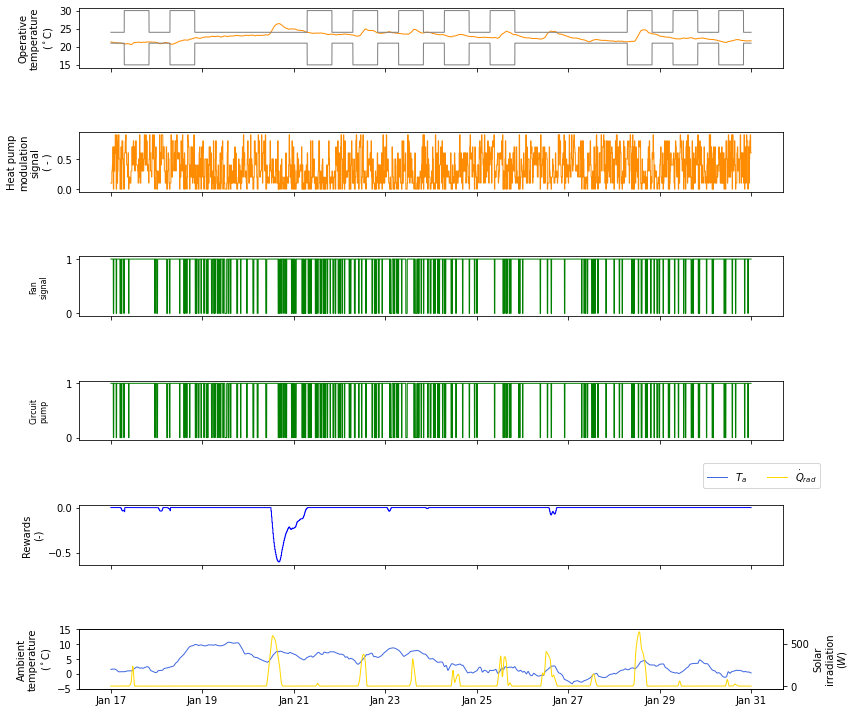 Operative
temperature
(°C)
30
25
20
15
Heat pump
modulation
signal
( - )
0.5
0.0
Fan
signal
1
0
Circuit
pump
1
0
T_a
Q̇_rad
Rewards
(-)
0.0
−0.5
Ambient
temperature
(°C)
15
10
5
0
−5
Solar
irradiation
(W)
500
0
Jan 17
Jan 19
Jan 21
Jan 23
Jan 25
Jan 27
Jan 29
Jan 31